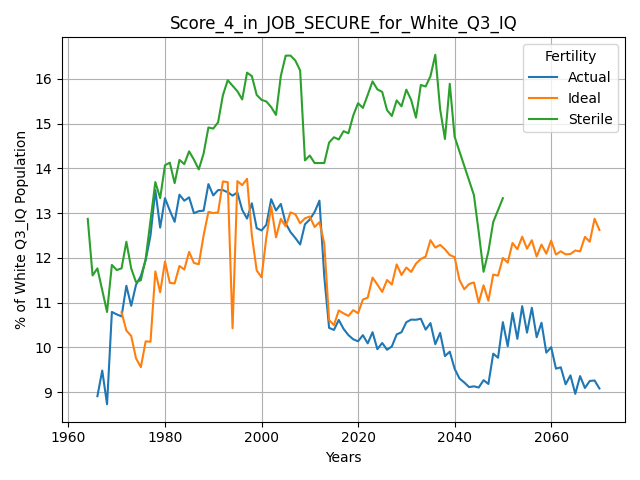 Score_4_in_JOB_SECURE_for_White_Q3_IQ
Fertility
Actual
Ideal
Sterile
% of White Q3_IQ Population
16
15
14
13
12
11
10
9
1960
1980
2000
2020
2040
2060
Years